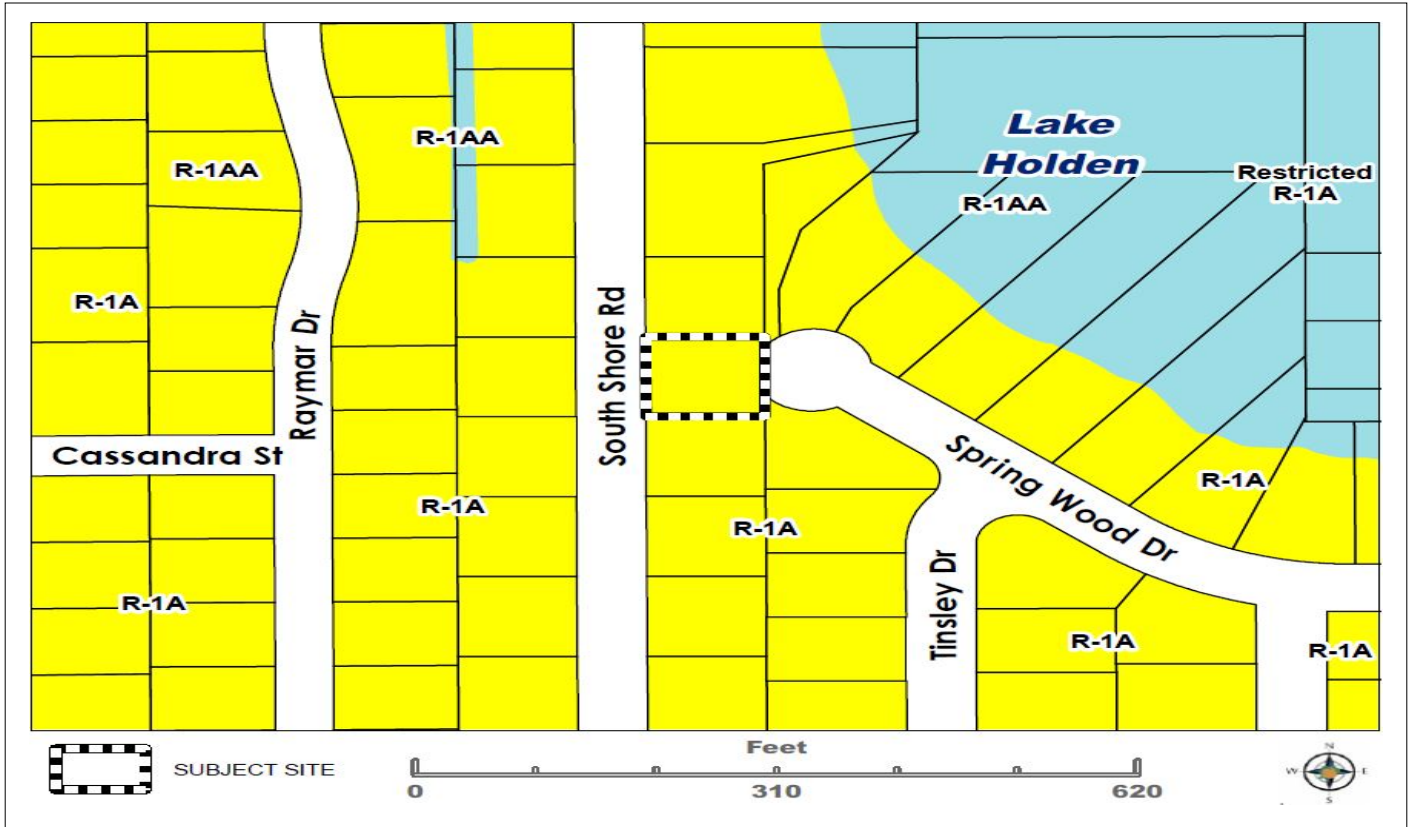 Lake
Holden
R-1AA
R-1AA
R-1AA
Restricted
R-1A
R-1A
Raymar Dr
South Shore Rd
Cassandra St
Spring Wood Dr
R-1A
R-1A
R-1A
R-1A
Tinsley Dr
R-1A
R-1A
SUBJECT SITE
Feet
0
310
620
N
W
E
S